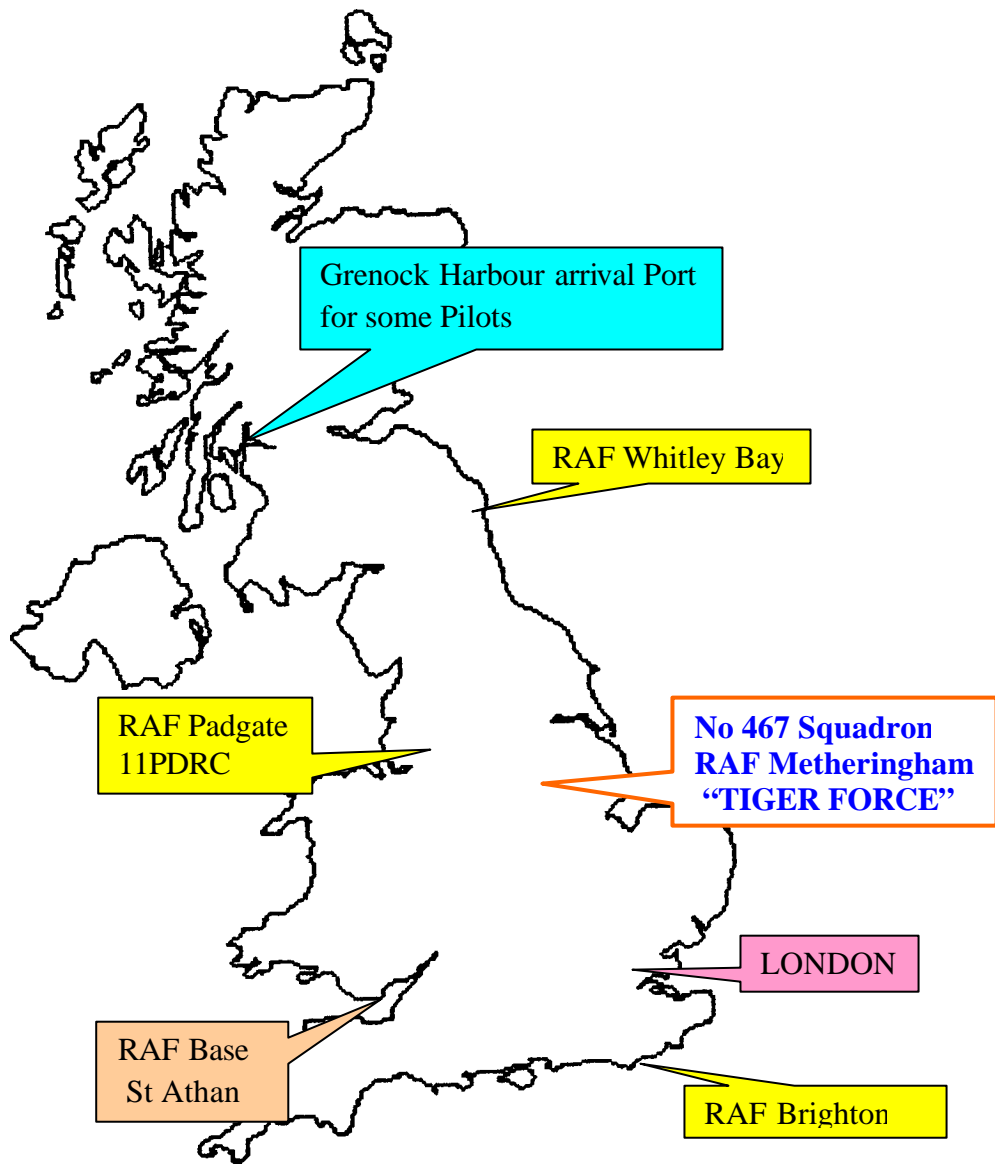 Grenock Harbour arrival Port
for some Pilots
RAF Whitley Bay
RAF Padgate
11PDRC
No 467 Squadron
RAF Metheringham
“TIGER FORCE”
LONDON
RAF Base
St Athan
RAF Brighton